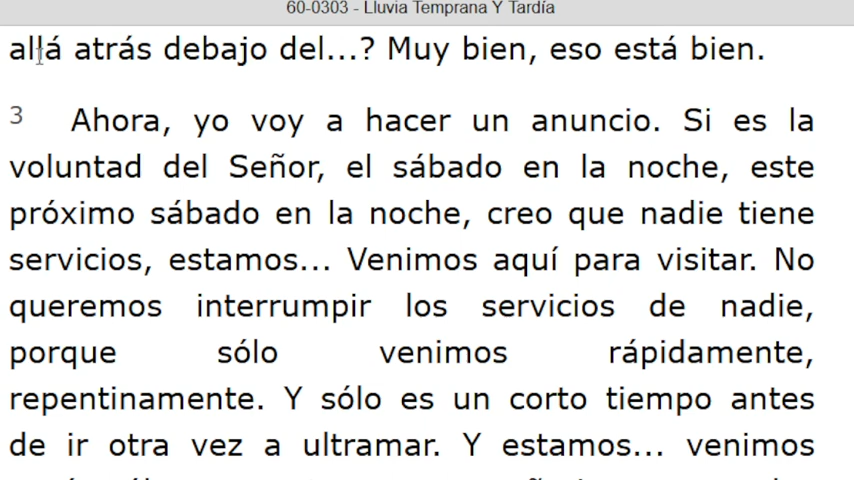 60-0303 - Lluvia Temprana Y Tardía
allá atrás debajo del...? Muy bien, eso está bien.
3 Ahora, yo voy a hacer un anuncio. Si es la
voluntad del Señor, el sábado en la noche, este
próximo sábado en la noche, creo que nadie tiene
servicios, estamos... Venimos aquí para visitar. No
queremos interrumpir los servicios de nadie,
porque sólo venimos rápidamente,
repentinamente. Y sólo es un corto tiempo antes
de ir otra vez a ultramar. Y estamos... venimos